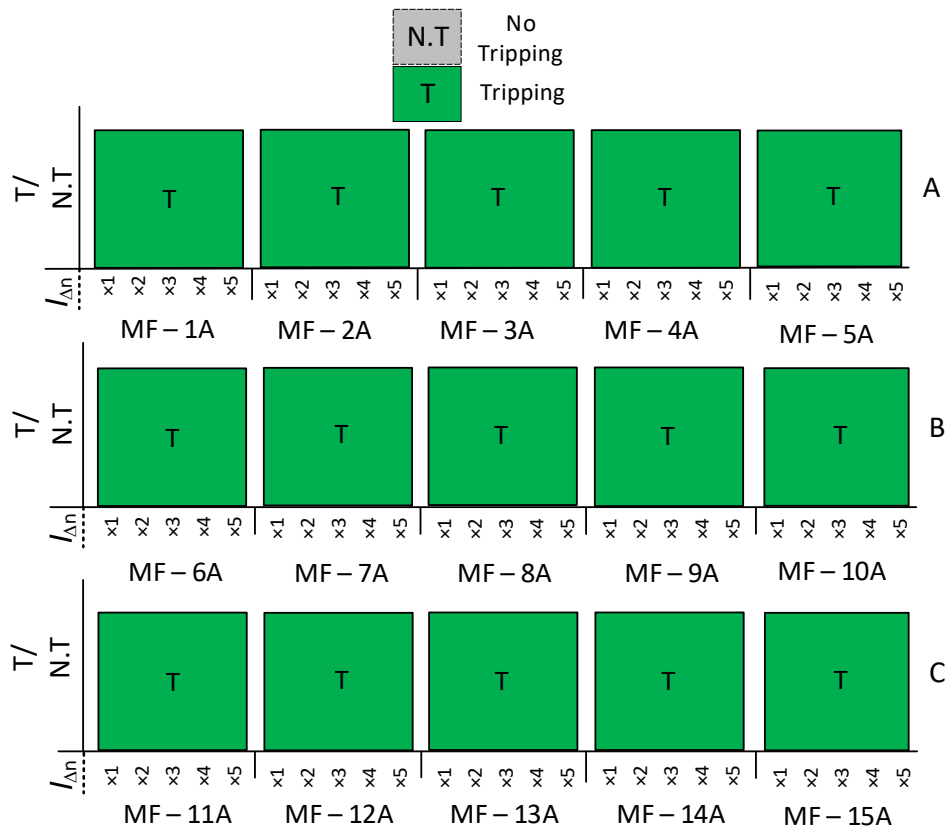 N.T No Tripping
T Tripping
T/ N.T
T T T T T A
I∆n ×1 ×2 ×3 ×4 ×5 ×1 ×2 ×3 ×4 ×5 ×1 ×2 ×3 ×4 ×5 ×1 ×2 ×3 ×4 ×5 ×1 ×2 ×3 ×4 ×5
MF – 1A MF – 2A MF – 3A MF – 4A MF – 5A
T/ N.T
T T T T T B
I∆n ×1 ×2 ×3 ×4 ×5 ×1 ×2 ×3 ×4 ×5 ×1 ×2 ×3 ×4 ×5 ×1 ×2 ×3 ×4 ×5 ×1 ×2 ×3 ×4 ×5
MF – 6A MF – 7A MF – 8A MF – 9A MF – 10A
T/ N.T
T T T T T C
I∆n ×1 ×2 ×3 ×4 ×5 ×1 ×2 ×3 ×4 ×5 ×1 ×2 ×3 ×4 ×5 ×1 ×2 ×3 ×4 ×5 ×1 ×2 ×3 ×4 ×5
MF – 11A MF – 12A MF – 13A MF – 14A MF – 15A